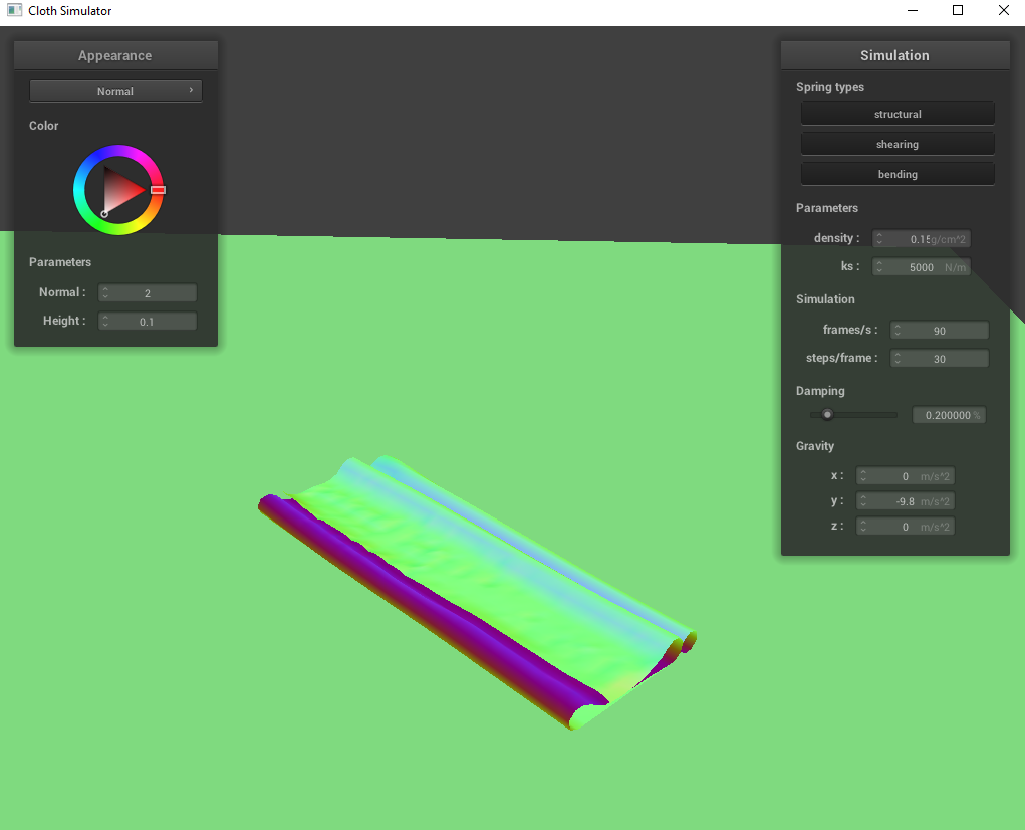 Cloth Simulator
Appearance
Normal
Color
Parameters
Normal :
2
Height :
0.1
Simulation
Spring types
structural
shearing
bending
Parameters
density :
0.15g/cm^2
ks :
5000 N/m
Simulation
frames/s :
90
steps/frame :
30
Damping
0.200000 %
Gravity
x :
0 m/s^2
y :
-9.8 m/s^2
z :
0 m/s^2